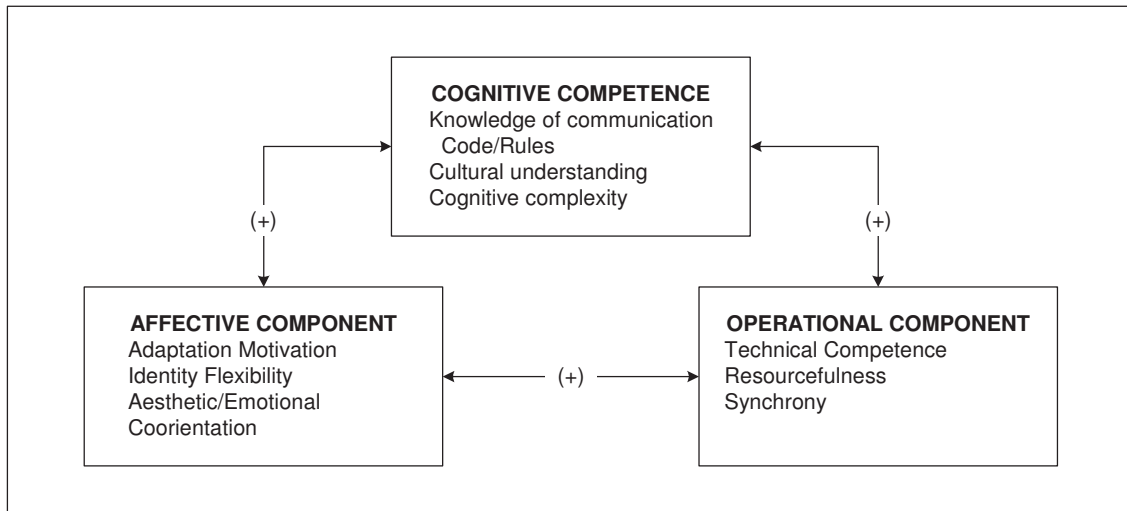 COGNITIVE COMPETENCE
Knowledge of communication
Code/Rules
Cultural understanding
Cognitive complexity
(+)
(+)
AFFECTIVE COMPONENT
Adaptation Motivation
Identity Flexibility
Aesthetic/Emotional
Coorientation
(+)
OPERATIONAL COMPONENT
Technical Competence
Resourcefulness
Synchrony